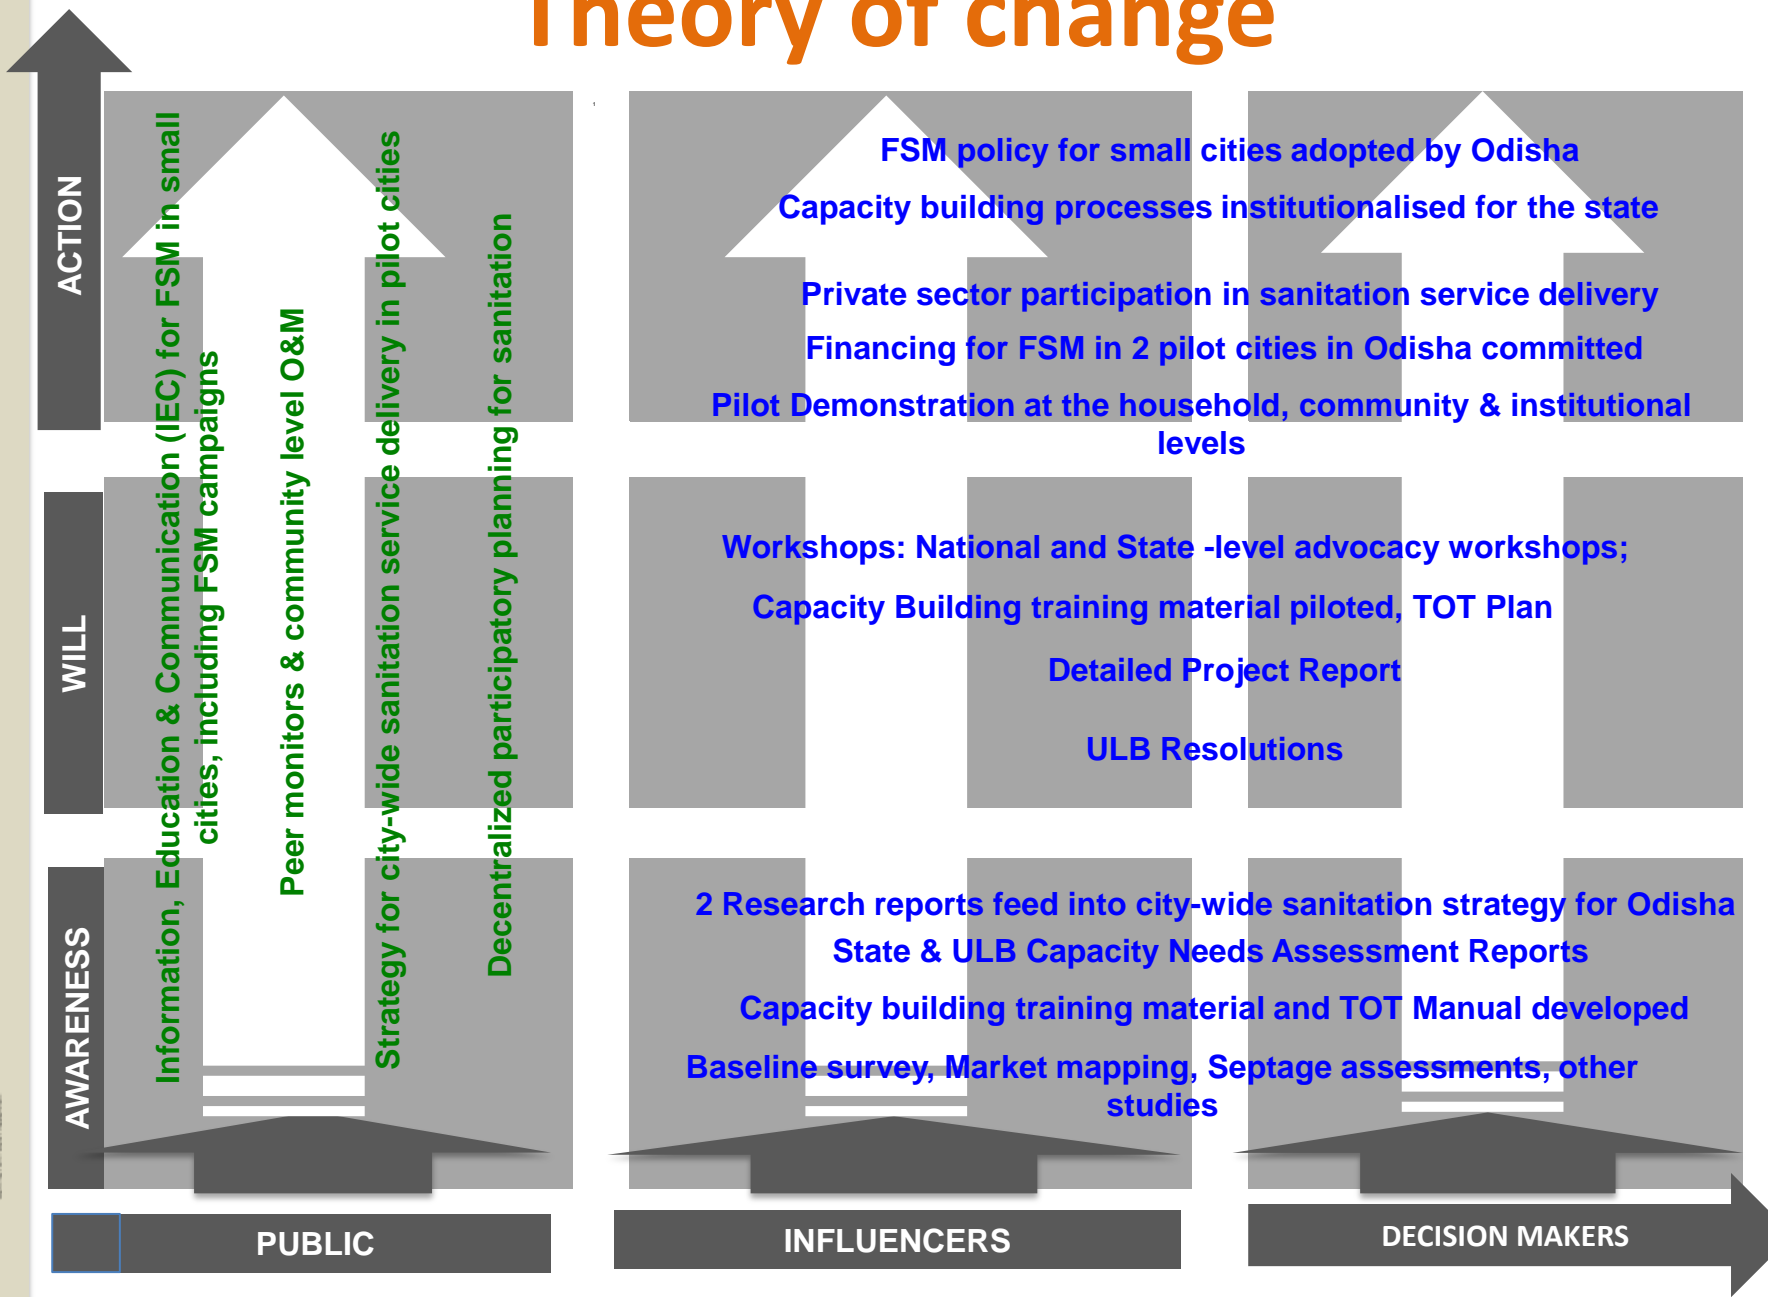 Theory of change
ACTION
WILL
AWARENESS
Information, Education & Communication (IEC) for FSM in small
cities, including FSM campaigns
Peer monitors & community level O&M
Strategy for city-wide sanitation service delivery in pilot cities
Decentralized participatory planning for sanitation
FSM policy for small cities adopted by Odisha
Capacity building processes institutionalised for the state
Private sector participation in sanitation service delivery
Financing for FSM in 2 pilot cities in Odisha committed
Pilot Demonstration at the household, community & institutional
levels
Workshops: National and State -level advocacy workshops;
Capacity Building training material piloted, TOT Plan
Detailed Project Report
ULB Resolutions
2 Research reports feed into city-wide sanitation strategy for Odisha
State & ULB Capacity Needs Assessment Reports
Capacity building training material and TOT Manual developed
Baseline survey, Market mapping, Septage assessments, other
studies
PUBLIC
INFLUENCERS
DECISION MAKERS